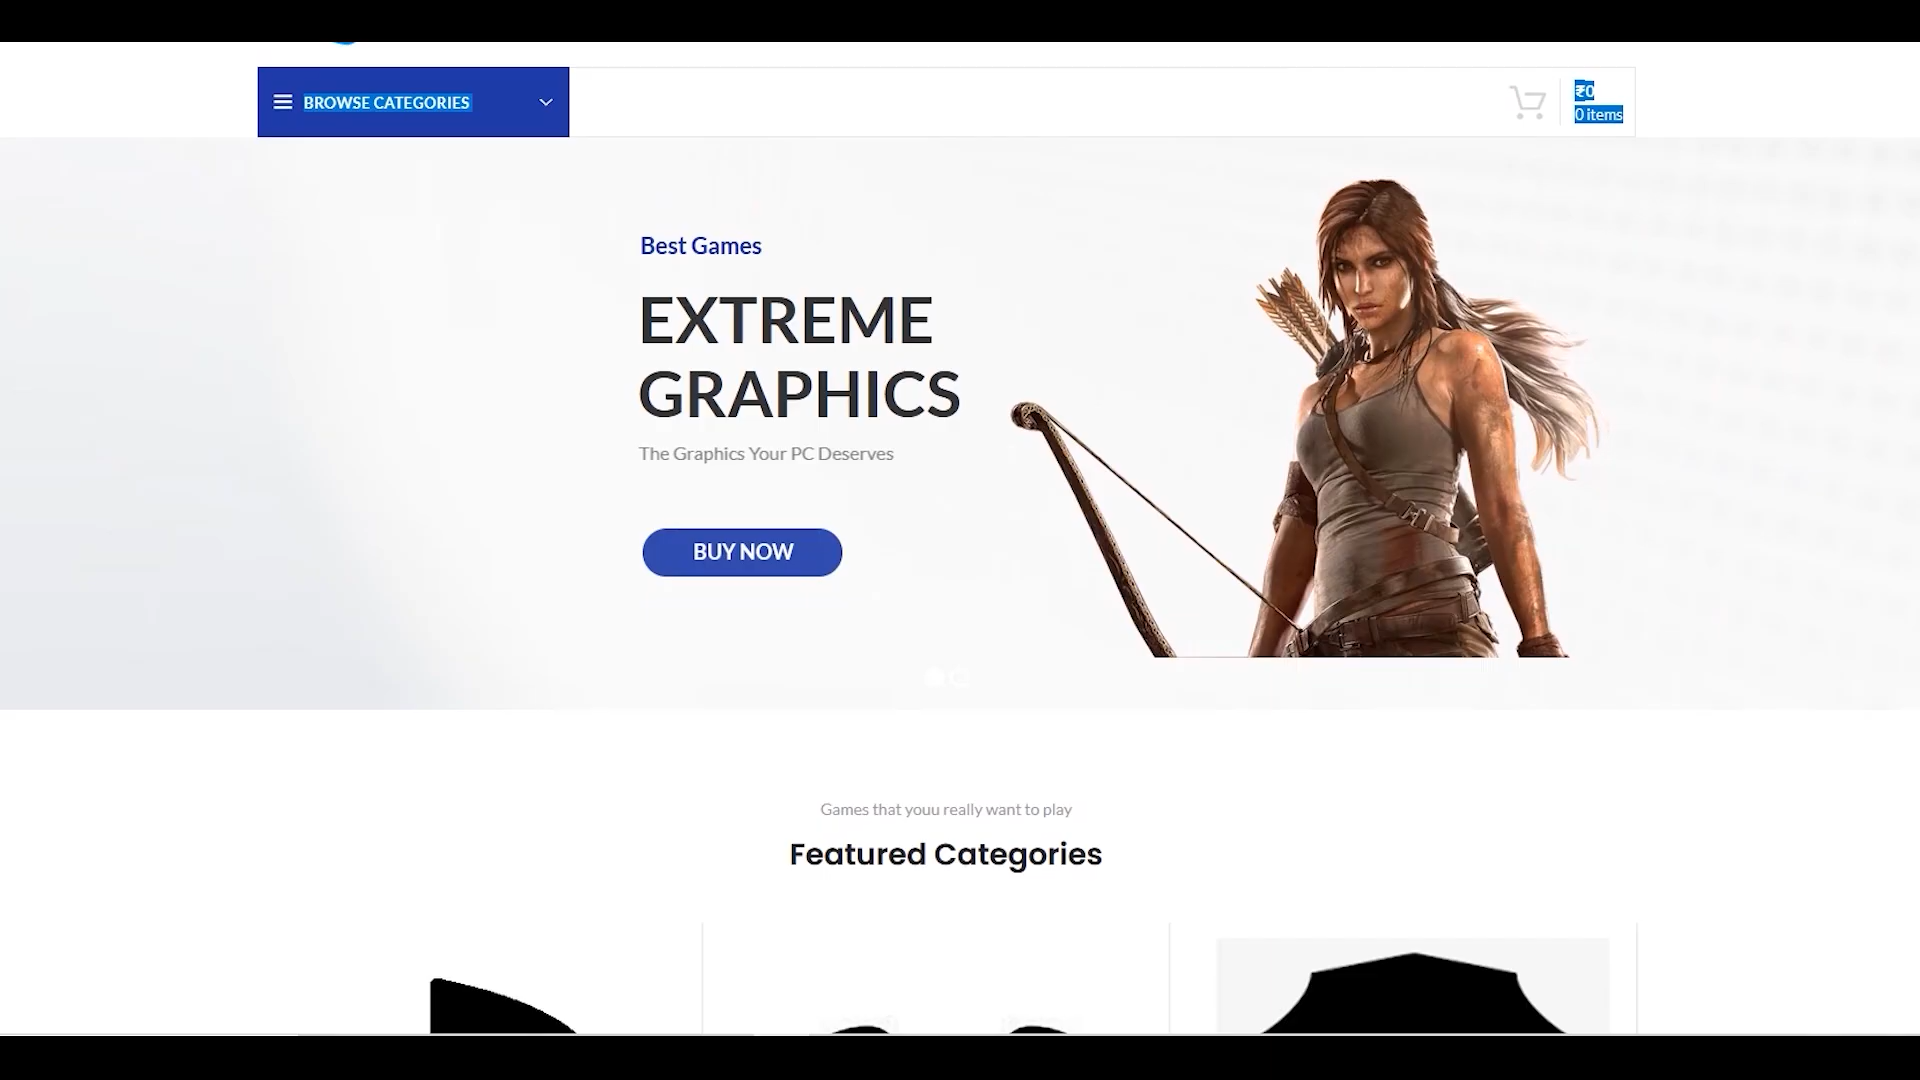 BROWSE CATEGORIES
₹0
0 items
Best Games
EXTREME
GRAPHICS
The Graphics Your PC Deserves
BUY NOW
Games that youu really want to play
Featured Categories